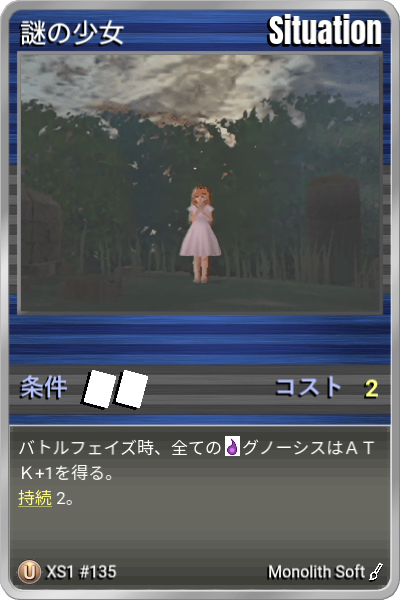 謎の少女 Situation
条件 コスト 2
バトルフェイズ時、全てのグノーシスはＡＴ
Ｋ+1を得る。
持続 2。
U XS1 #135 Monolith Soft